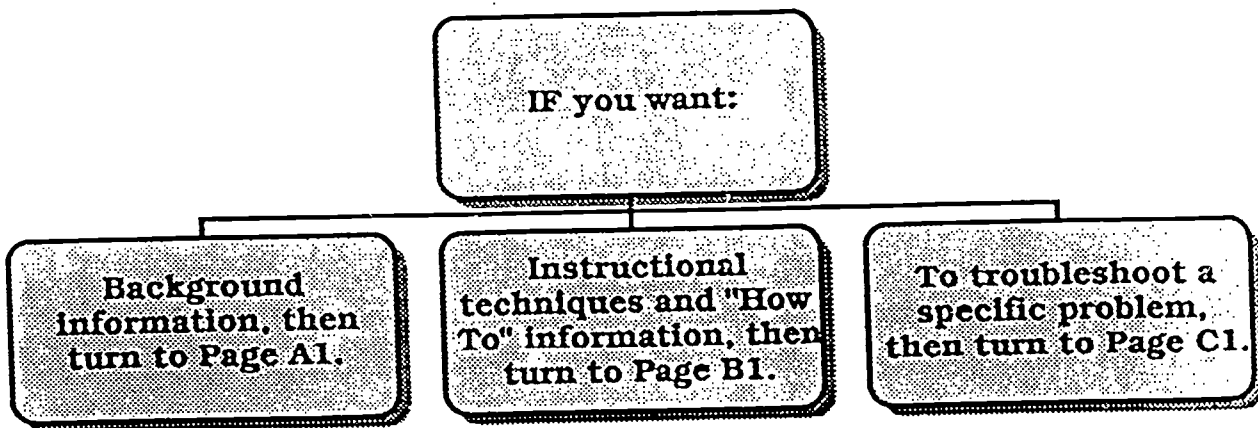 IF you want:
Background
information, then
turn to Page A1.
Instructional
techniques and "How
To" information, then
turn to Page B1.
To troubleshoot a
specific problem,
then turn to Page C1.